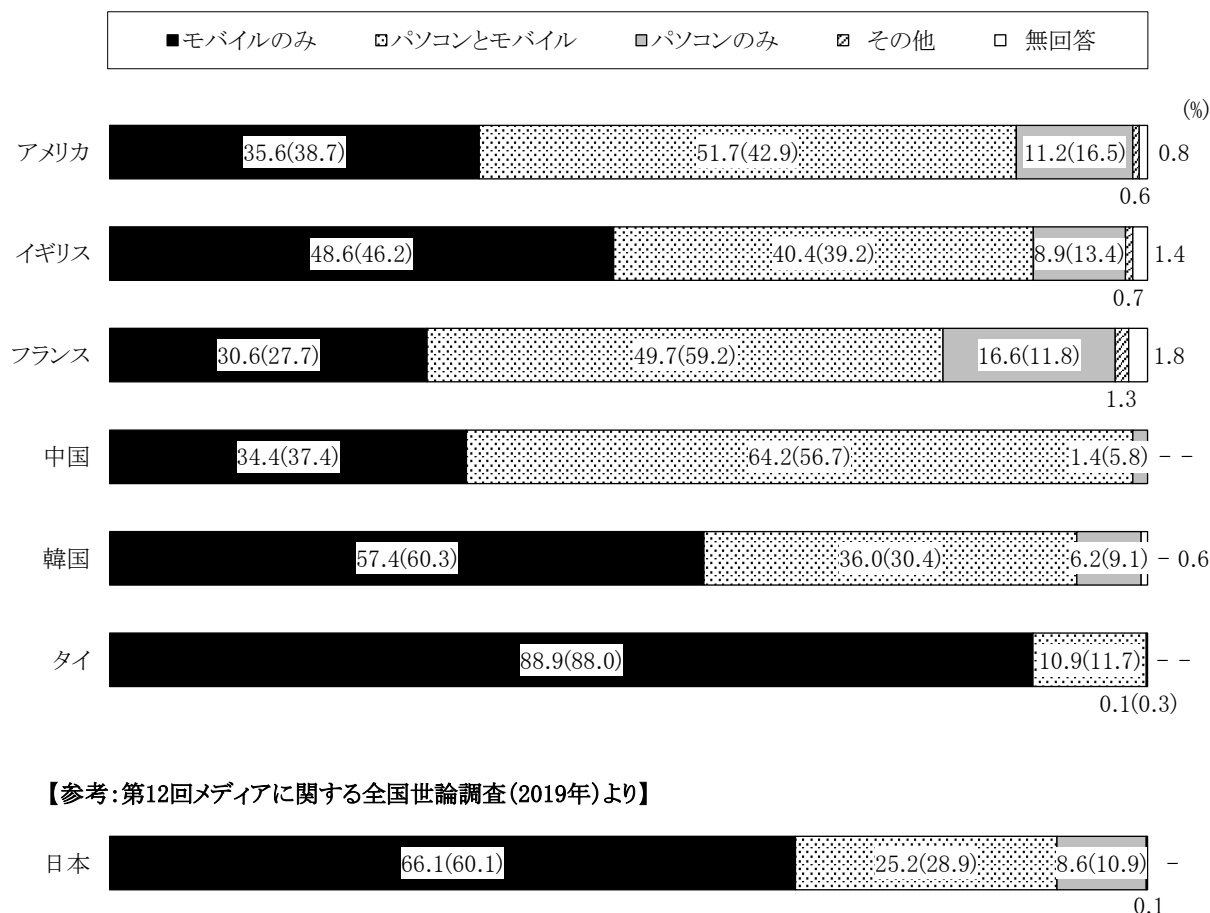 ■モバイルのみ パソコンとモバイル ■パソコンのみ その他 □ 無回答
(%)
アメリカ 35.6(38.7) 51.7(42.9) 11.2(16.5) 0.8
0.6
イギリス 48.6(46.2) 40.4(39.2) 8.9(13.4) 1.4
0.7
フランス 30.6(27.7) 49.7(59.2) 16.6(11.8) 1.8
1.3
中国 34.4(37.4) 64.2(56.7) 1.4(5.8) - -
韓国 57.4(60.3) 36.0(30.4) 6.2(9.1) - 0.6
タイ 88.9(88.0) 10.9(11.7) - -
0.1(0.3)
【参考:第12回メディアに関する全国世論調査(2019年)より】
日本 66.1(60.1) 25.2(28.9) 8.6(10.9) -
0.1